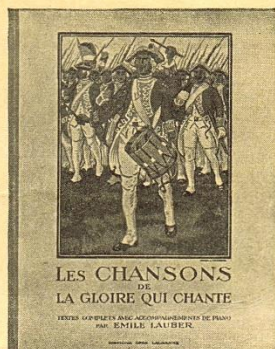 LES CHANSONS
DE
LA GLOIRE QUI CHANTE
TEXTES COMPLETS AVEC ACCOMPAGNEMENTS DE PIANO
PAR EMILE LAUBER